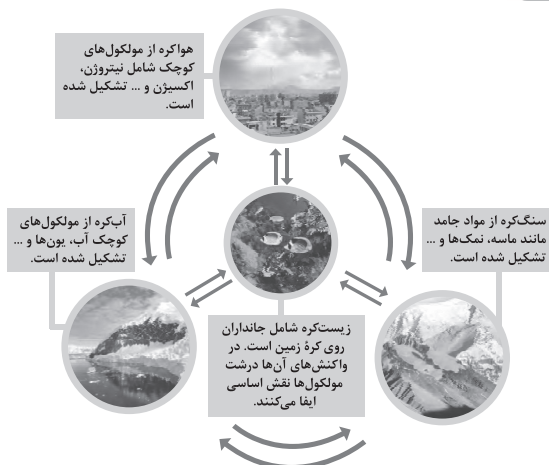 هواکره از مولکول‌های
کوچک شامل نیتروژن،
اکسیژن و ... تشکیل شده
است.
سنگ‌کره از مواد جامد
مانند ماسه، نمک‌ها و ...
تشکیل شده است.
آب‌کره از مولکول‌های
کوچک آب، یون‌ها و ...
تشکیل شده است.
زیست‌کره شامل جانداران
روی کرهٔ زمین است. در
واکنش‌های آن‌ها درشت
مولکول‌ها نقش اساسی
ایفا می‌کنند.